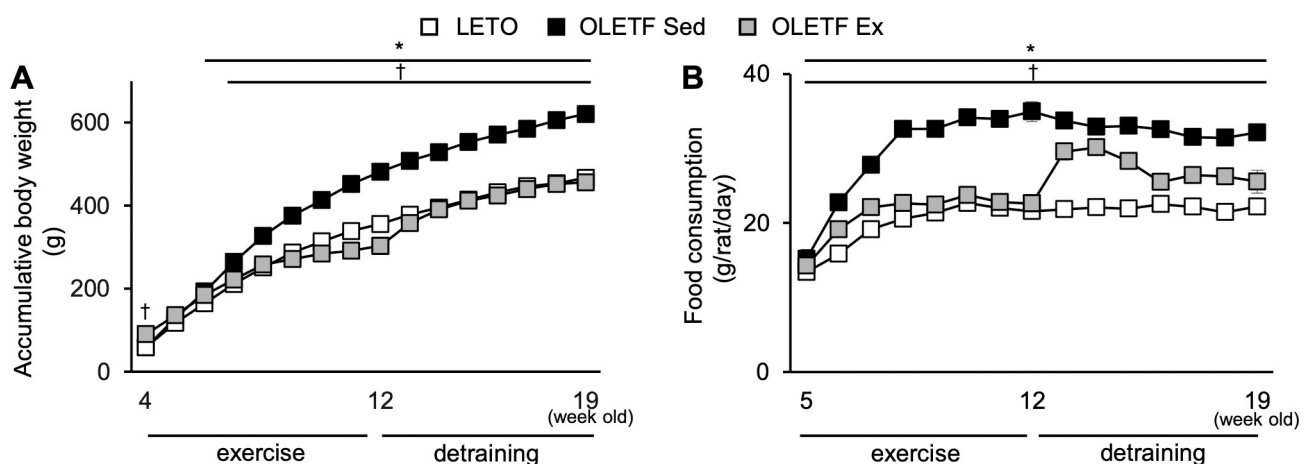 LETO OLETF Sed OLETF Ex
A
*
†
Accumulative body weight
(g)
600
400
200
0
†
4 12 19
(week old)
exercise detraining
B
*
†
Food consumption
(g/rat/day)
40
20
0
5 12 19
(week old)
exercise detraining